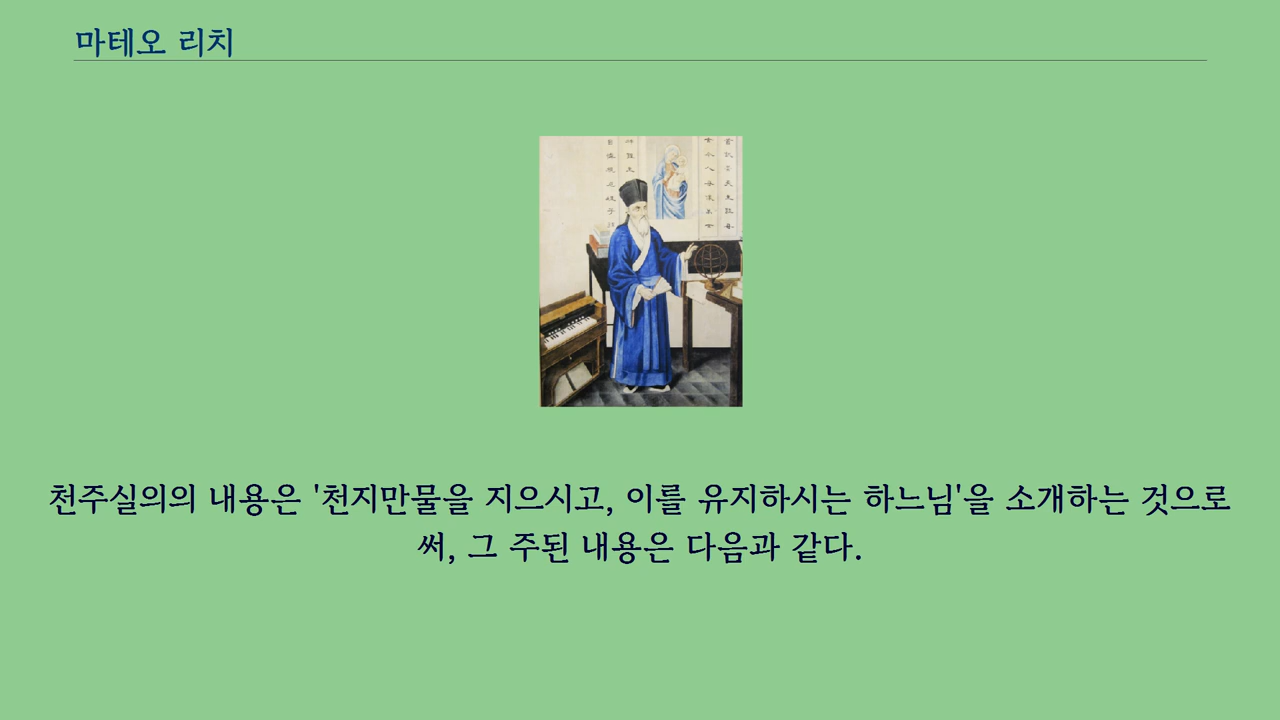 마테오 리치
천주실의의 내용은 '천지만물을 지으시고, 이를 유지하시는 하느님'을 소개하는 것으로
써, 그 주된 내용은 다음과 같다.